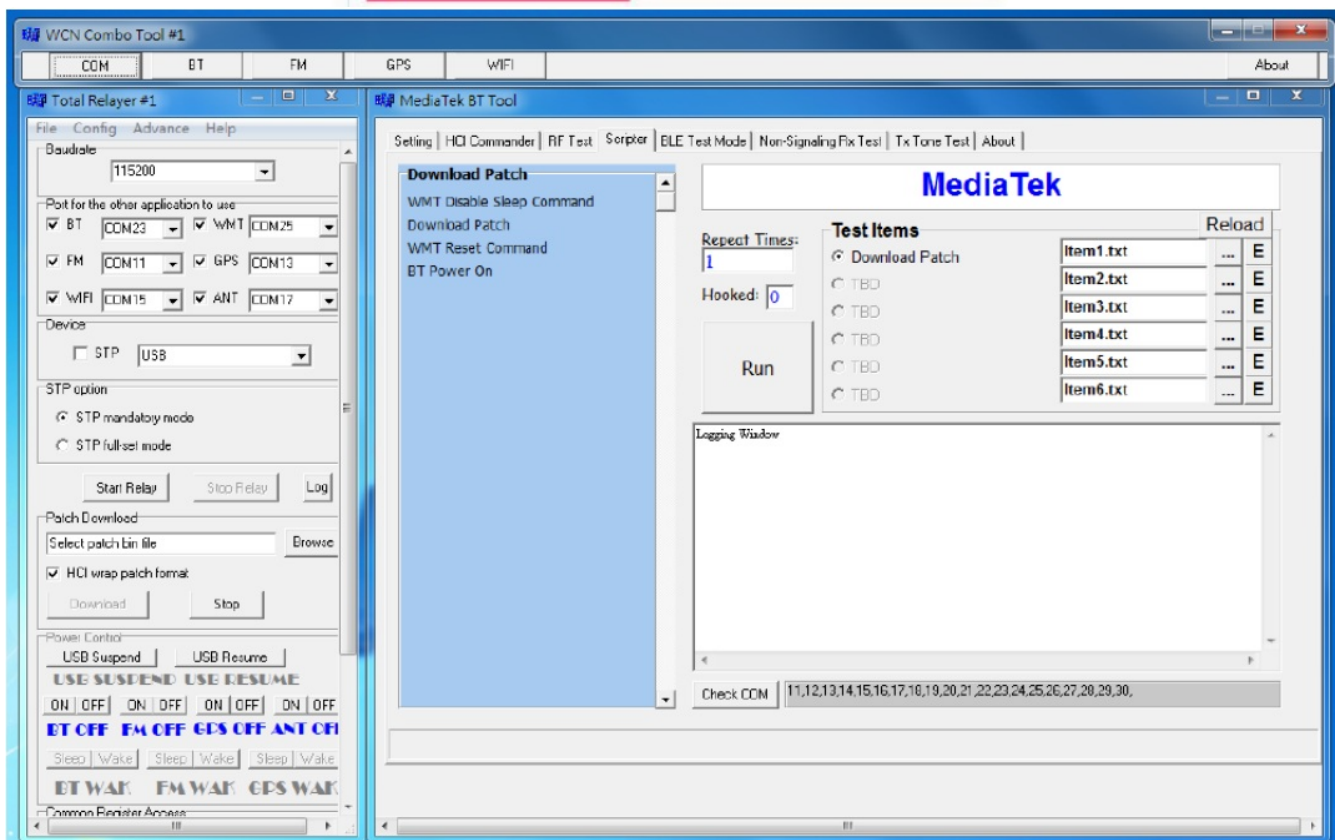 WCN Combo Tool #1
COM BT FM GPS WIFI About
Total Relayer #1
File Config Advance Help
Baudrate
115200
Port for the other application to use
BT COM23 WMT COM25
FM COM11 GPS COM13
WIFI COM15 ANT COM17
Device
STP USB
STP option
STP mandatory mode
STP full-set mode
Start Relay Stop Relay Log
Patch Download
Select patch bin file Browse
HCI wrap patch format
Download Stop
Power Control
USB Suspend USB Resume
USB SUSPEND USB RESUME
ON OFF ON OFF ON OFF ON OFF
BT OFF FM OFF GPS OFF ANT OFF
Sleep Wake Sleep Wake Sleep Wake
BT WAK FM WAK GPS WAK
Common Register Access
MediaTek BT Tool
Setting HCI Commander RF Test Scripter BLE Test Mode Non-Signaling Rx Test Tx Tone Test About
Download Patch
WMT Disable Sleep Command
Download Patch
WMT Reset Command
BT Power On
MediaTek
Repeat Times:
1
Hooked: 0
Run
Test Items Reload
Download Patch Item1.txt ... E
TBD Item2.txt ... E
TBD Item3.txt ... E
TBD Item4.txt ... E
TBD Item5.txt ... E
TBD Item6.txt ... E
Logging Window
Check COM 11,12,13,14,15,16,17,18,19,20,21,22,23,24,25,26,27,28,29,30,